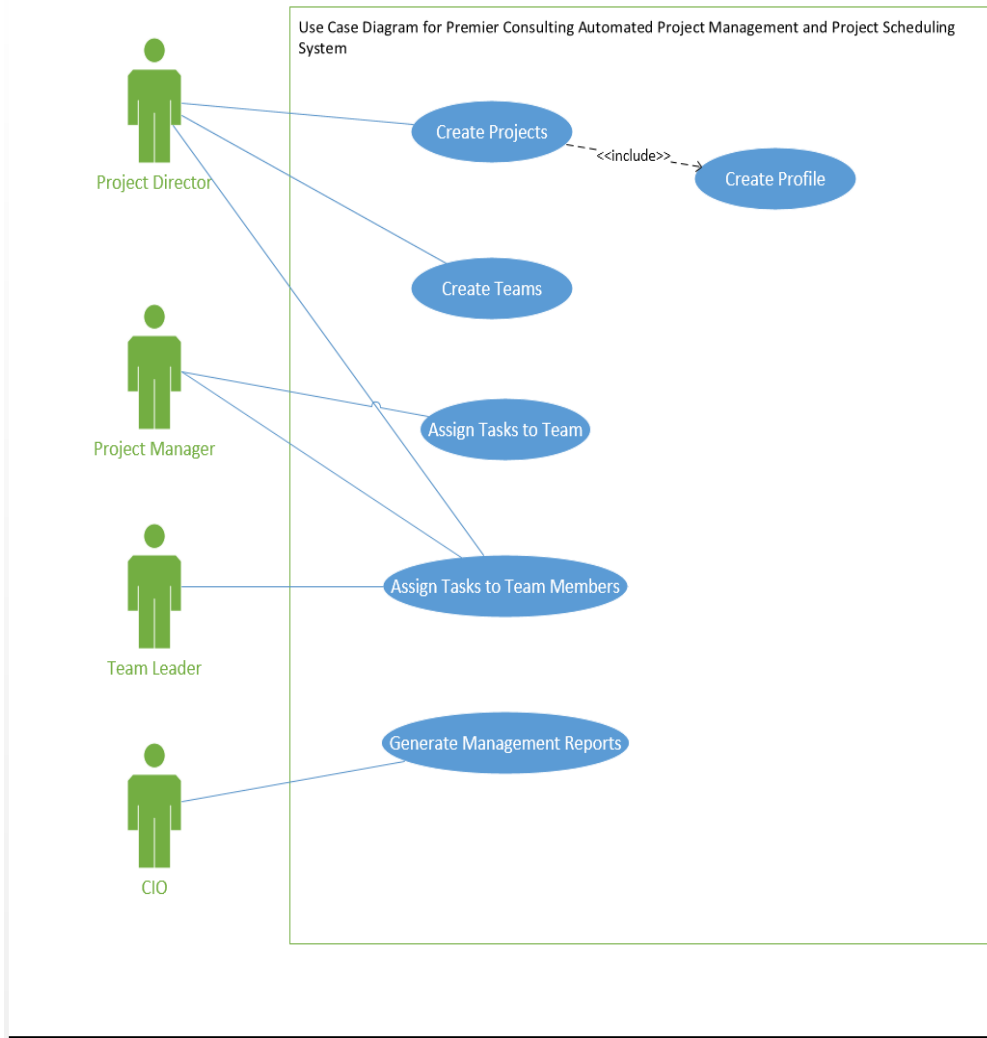 Use Case Diagram for Premier Consulting Automated Project Management and Project Scheduling
System
Create Projects
<<include>>
Create Profile
Project Director
Create Teams
Assign Tasks to Team
Project Manager
Assign Tasks to Team Members
Team Leader
Generate Management Reports
CIO